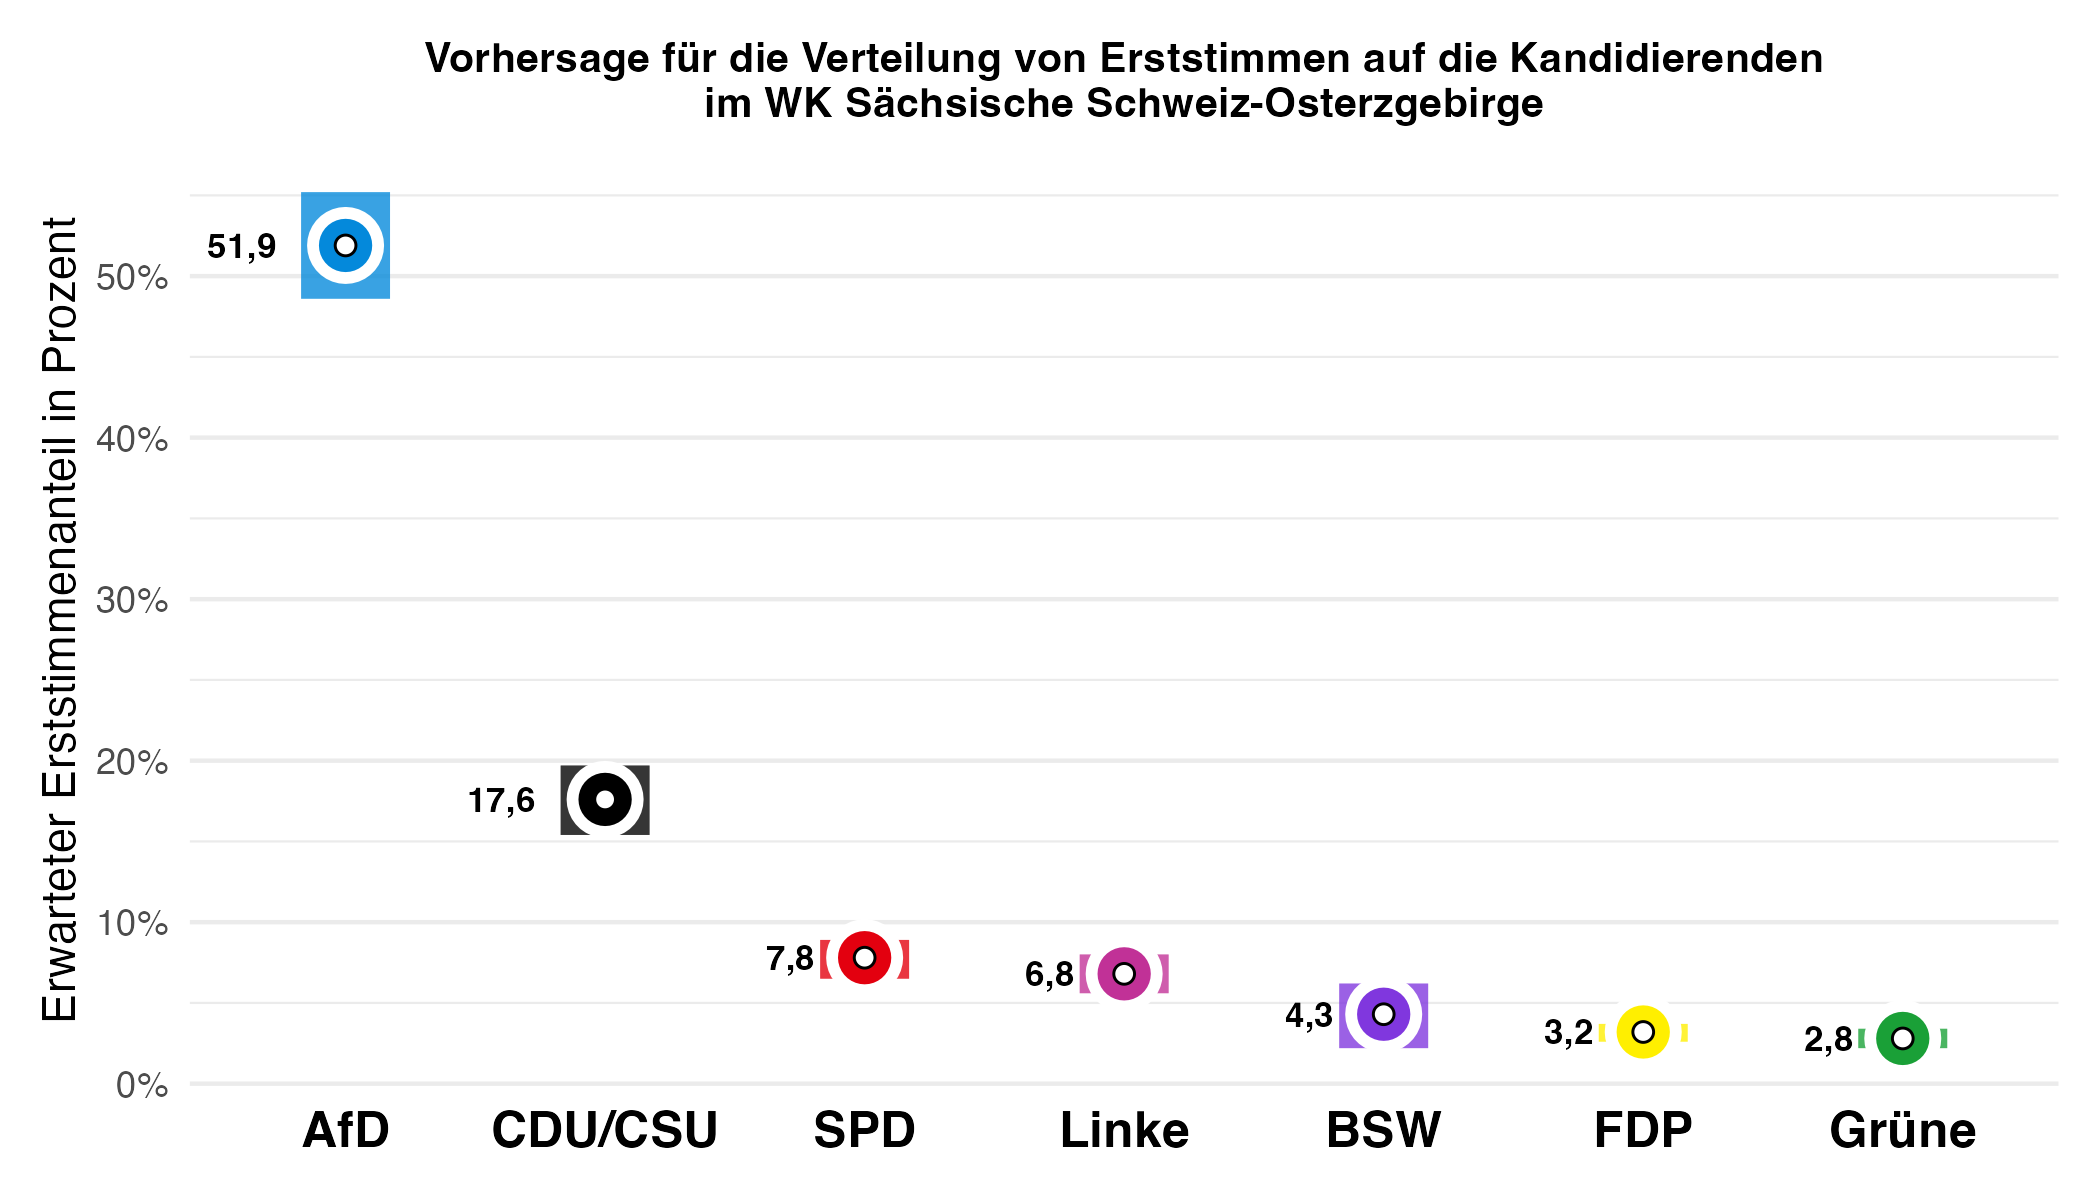 Vorhersage für die Verteilung von Erststimmen auf die Kandidierenden
im WK Sächsische Schweiz-Osterzgebirge
Erwarteter Erststimmenanteil in Prozent
50%
40%
30%
20%
10%
0%
51,9
17,6
7,8
6,8
4,3
3,2
2,8
AfD
CDU/CSU
SPD
Linke
BSW
FDP
Grüne